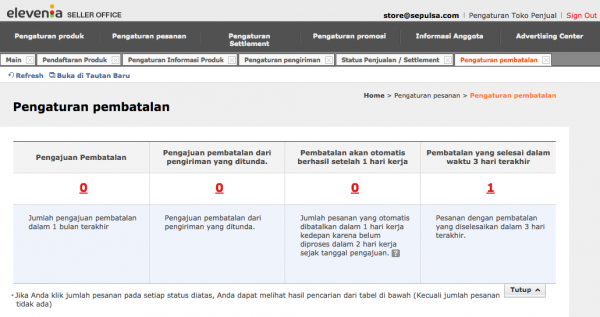 elevenia SELLER OFFICE
store@sepulsa.com | Pengaturan Toko Penjual | Sign Out
Pengaturan produk
Pengaturan pesanan
Pengaturan
Settlement
Pengaturan promosi
Informasi Anggota
Advertising Center
Main
Pendaftaran Produk
Pengaturan Informasi Produk
Pengaturan pengiriman
Status Penjualan / Settlement
Pengaturan pembatalan
Refresh
Buka di Tautan Baru
Home > Pengaturan pesanan > Pengaturan pembatalan
Pengaturan pembatalan
Pengajuan Pembatalan
Pengajuan pembatalan dari
pengiriman yang ditunda.
Pembatalan akan otomatis
berhasil setelah 1 hari kerja
Pembatalan yang selesai dalam
waktu 3 hari terakhir
0
0
0
1
Jumlah pengajuan pembatalan
dalam 1 bulan terakhir
Pengajuan pembatalan dari
pengiriman yang ditunda.
Jumlah pesanan yang otomatis
dibatalkan dalam 1 hari kerja
kedepan karena belum
diproses dalam 2 hari kerja
sejak tanggal pengajuan. ?
Pesanan dengan pembatalan
yang diselesaikan dalam 3 hari
terakhir.
Tutup
Jika Anda klik jumlah pesanan pada setiap status diatas, Anda dapat melihat hasil pencarian dari tabel di bawah (Kecuali jumlah pesanan
tidak ada)